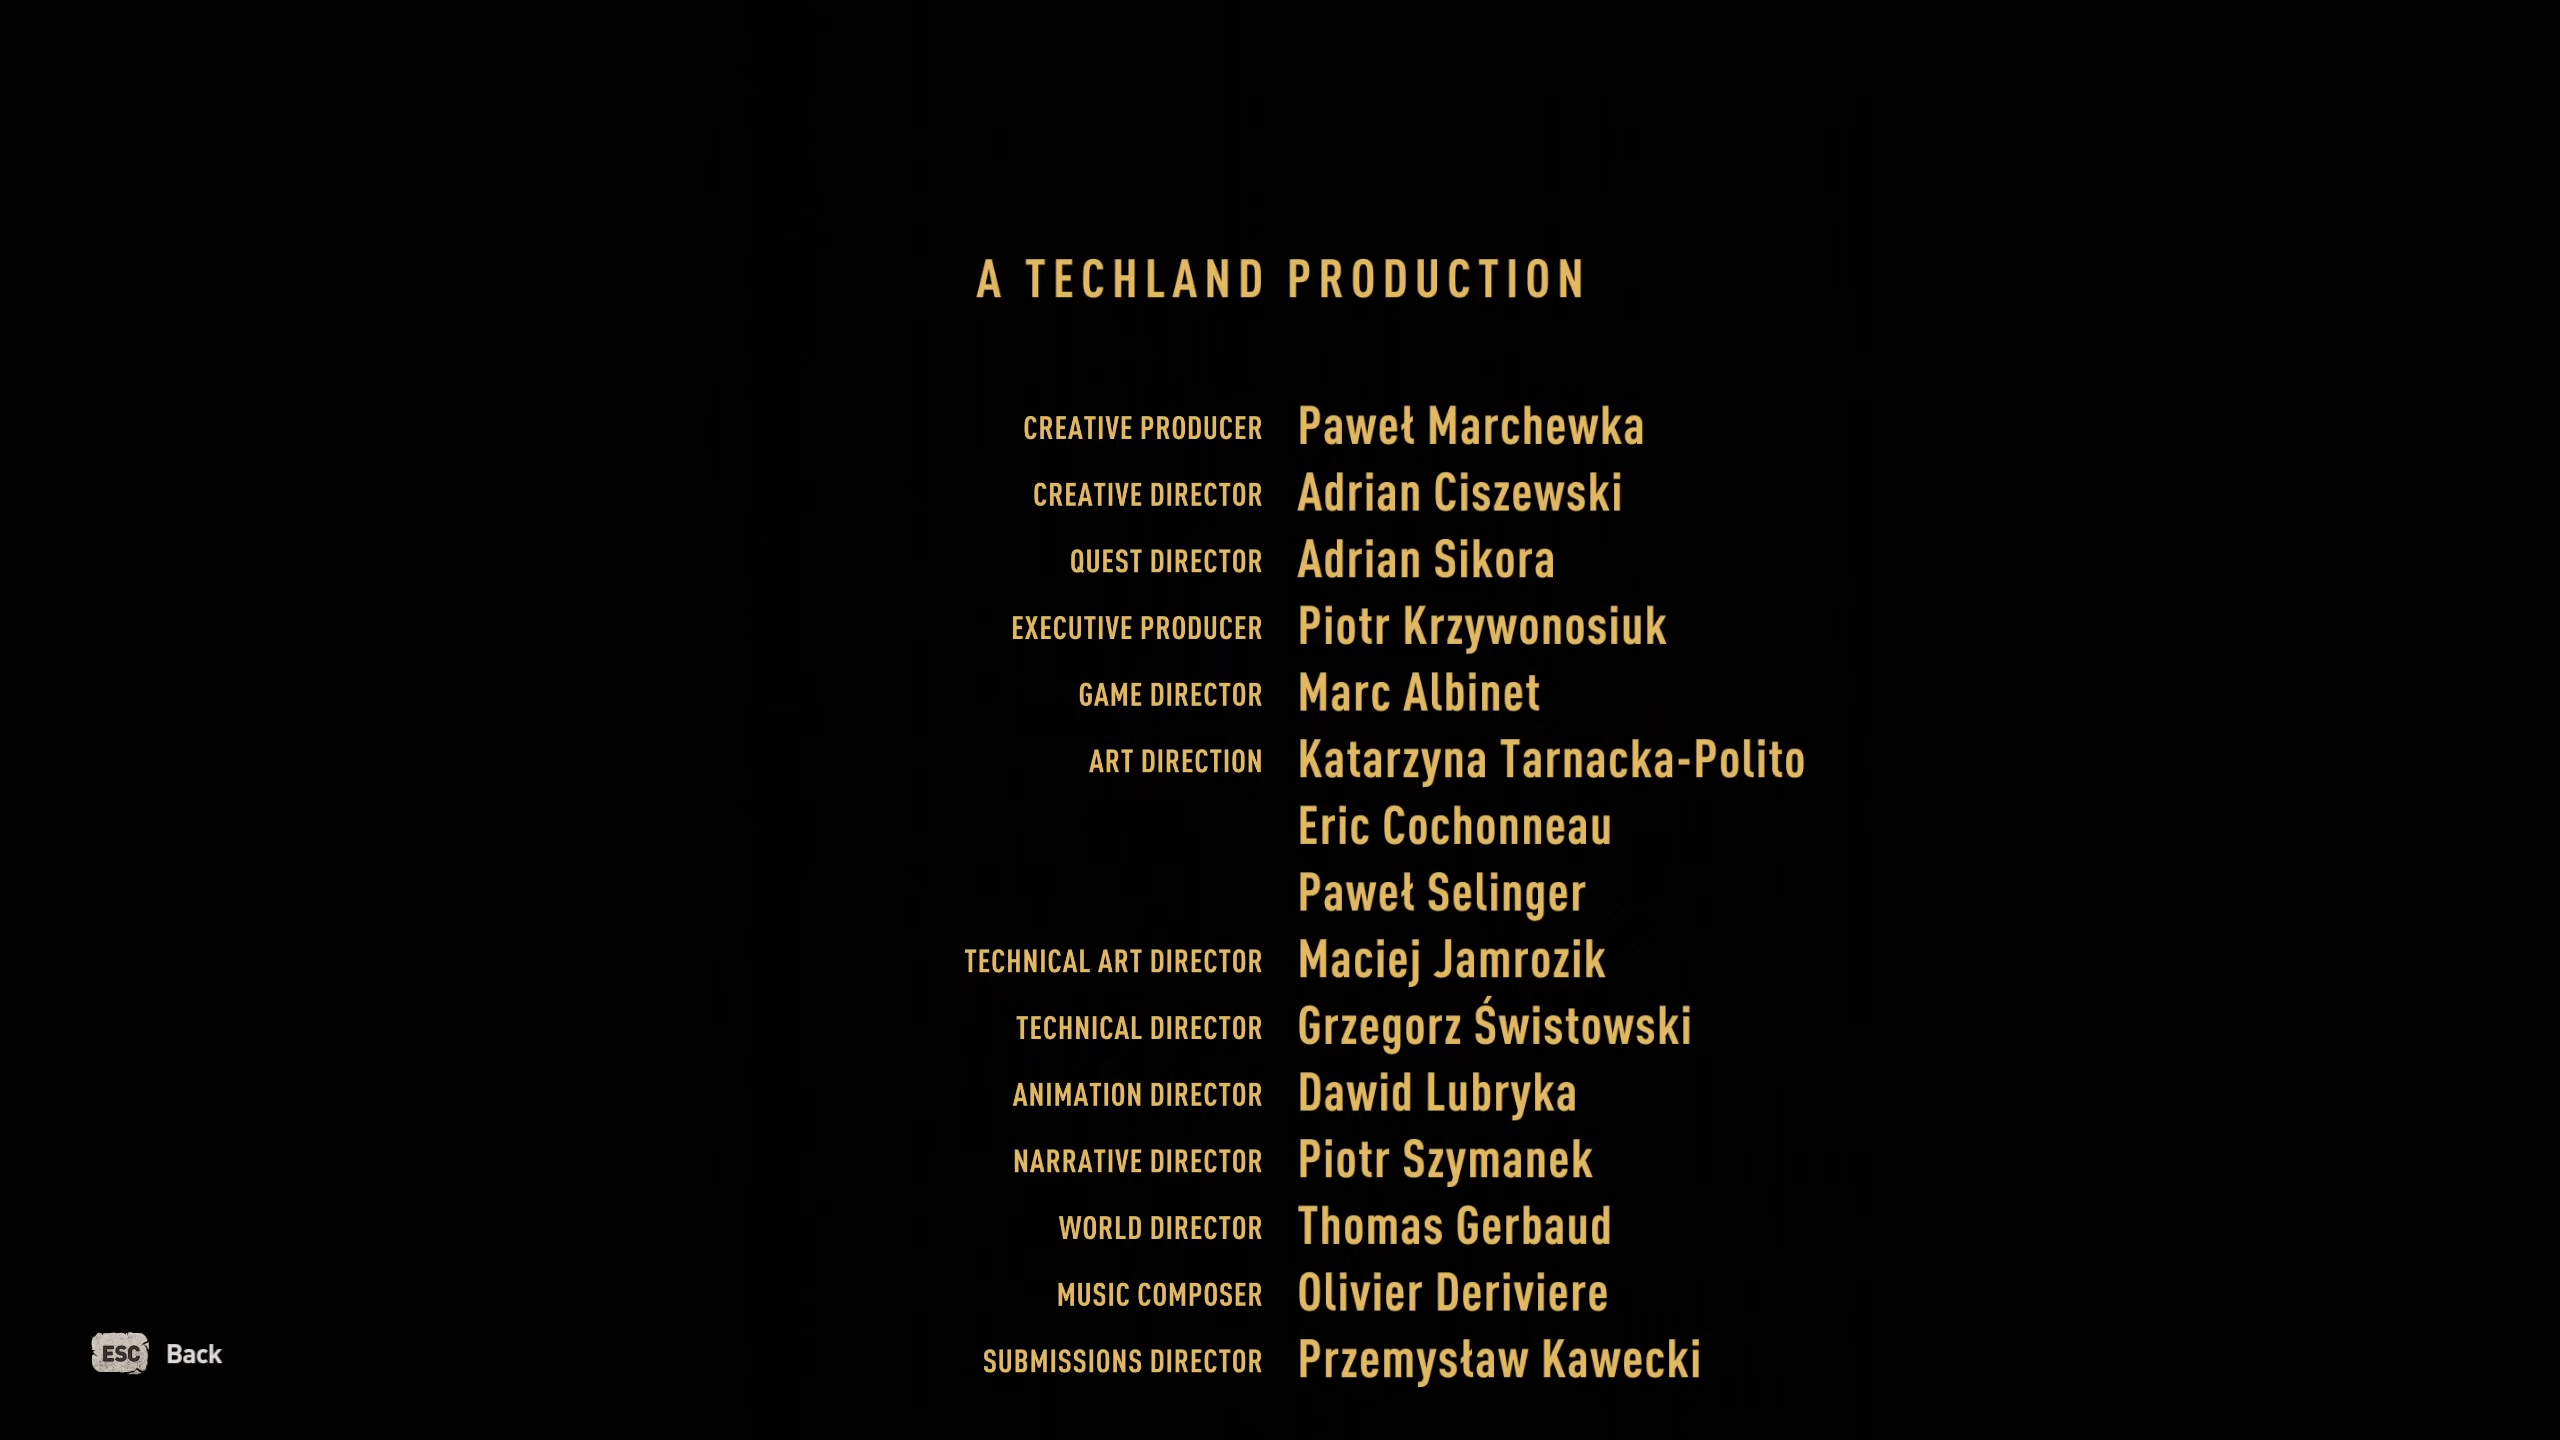 A TECHLAND PRODUCTION
CREATIVE PRODUCER Paweł Marchewka
CREATIVE DIRECTOR Adrian Ciszewski
QUEST DIRECTOR Adrian Sikora
EXECUTIVE PRODUCER Piotr Krzywonosiuk
GAME DIRECTOR Marc Albinet
ART DIRECTION Katarzyna Tarnacka-Polito
Eric Cochonneau
Paweł Selinger
TECHNICAL ART DIRECTOR Maciej Jamrozik
TECHNICAL DIRECTOR Grzegorz Świstowski
ANIMATION DIRECTOR Dawid Lubryka
NARRATIVE DIRECTOR Piotr Szymanek
WORLD DIRECTOR Thomas Gerbaud
MUSIC COMPOSER Olivier Deriviere
SUBMISSIONS DIRECTOR Przemysław Kawecki
ESC Back